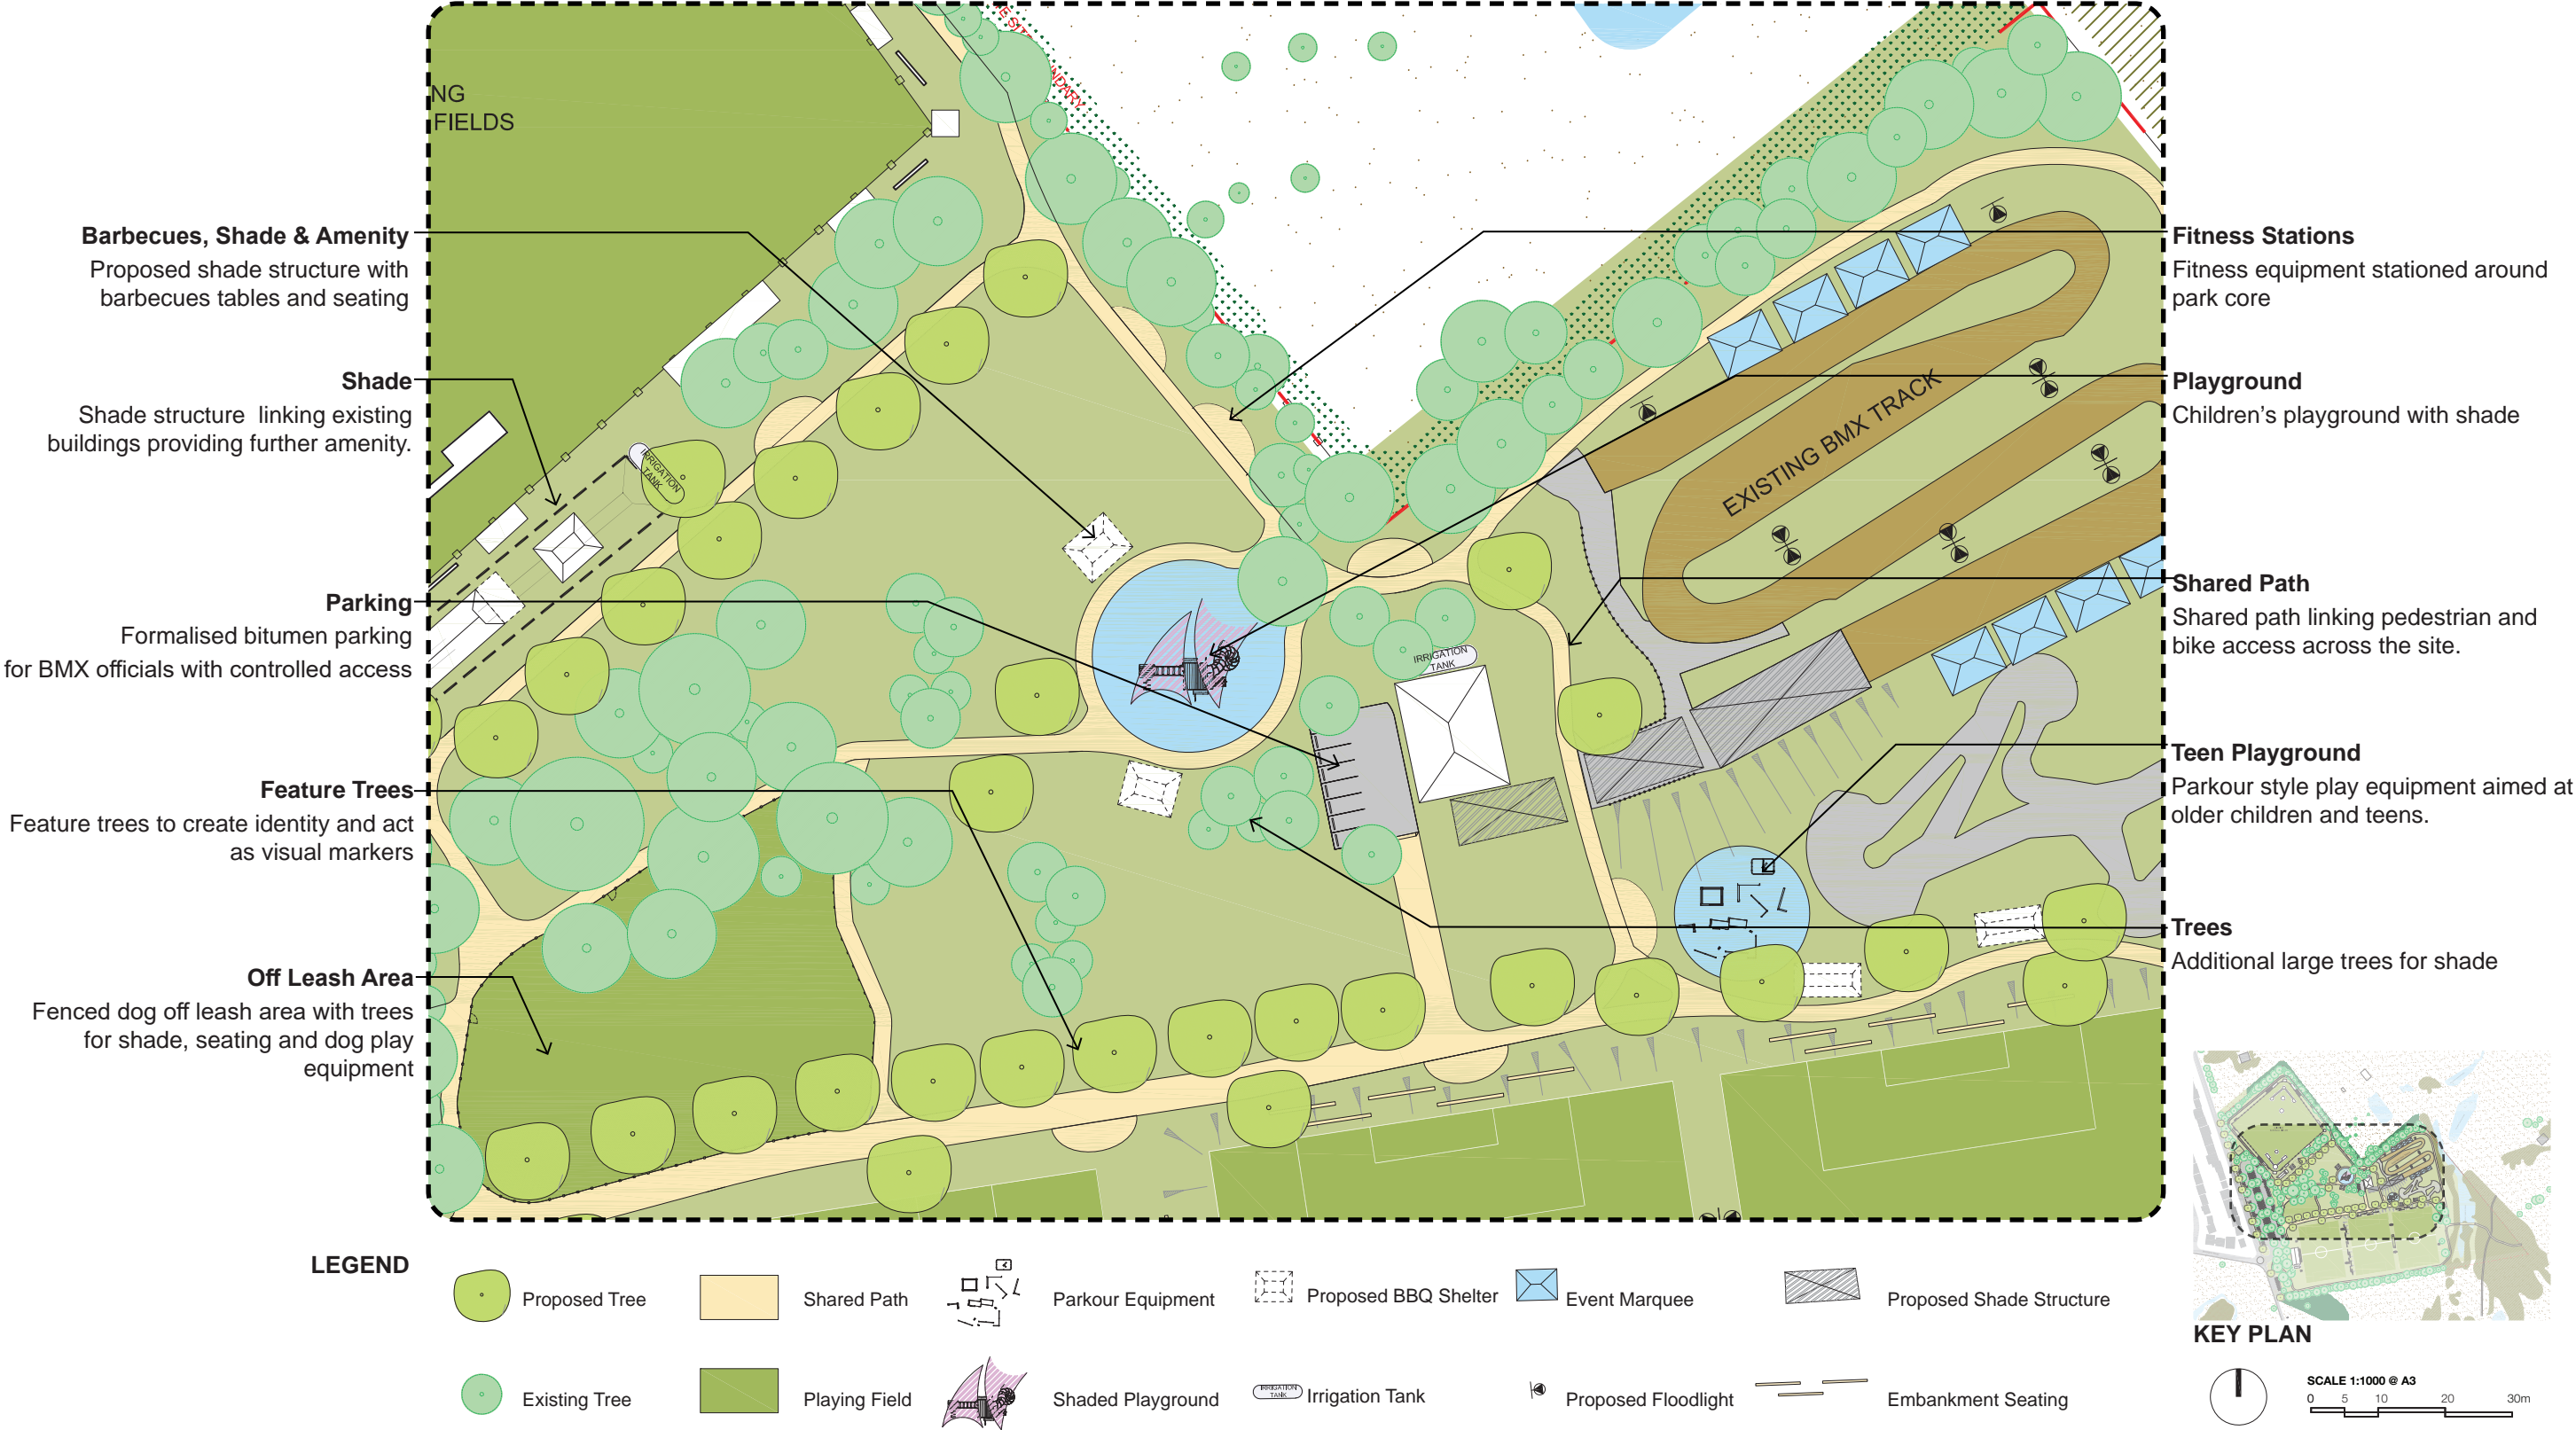 NG
FIELDS
E SIT
NDARY
Barbecues, Shade & Amenity
Proposed shade structure with
barbecues tables and seating
Shade
Shade structure linking existing
buildings providing further amenity.
Parking
Formalised bitumen parking
for BMX officials with controlled access
Feature Trees
Feature trees to create identity and act
as visual markers
Off Leash Area
Fenced dog off leash area with trees
for shade, seating and dog play
equipment
IRRIGATION
TANK
IRRIGATION
TANK
EXISTING BMX TRACK
Fitness Stations
Fitness equipment stationed around
park core
Playground
Children’s playground with shade
Shared Path
Shared path linking pedestrian and
bike access across the site.
Teen Playground
Parkour style play equipment aimed at
older children and teens.
Trees
Additional large trees for shade
LEGEND
Proposed Tree
Shared Path
Parkour Equipment
Proposed BBQ Shelter
Event Marquee
Proposed Shade Structure
Existing Tree
Playing Field
Shaded Playground
IRRIGATION
TANK
Irrigation Tank
Proposed Floodlight
Embankment Seating
KEY PLAN
SCALE 1:1000 @ A3
0 5 10 20 30m